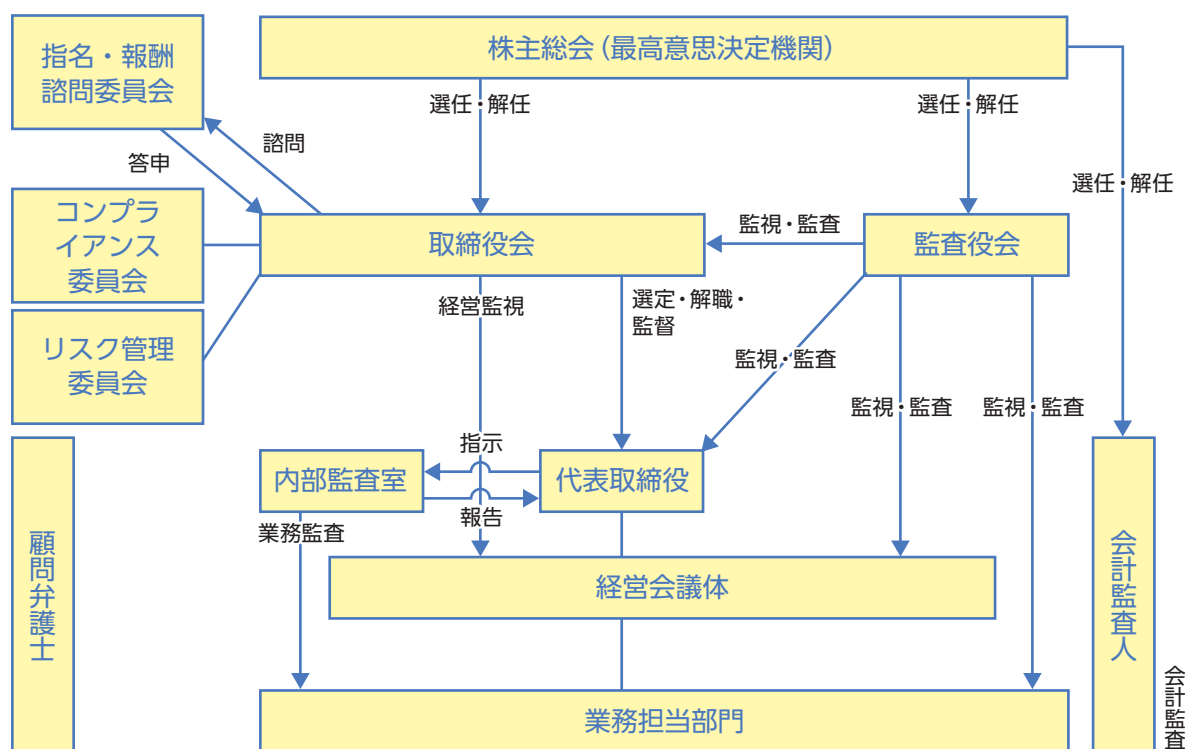 指名・報酬
諮問委員会
株主総会（最高意思決定機関）
選任・解任
選任・解任
諮問
答申
選任・解任
コンプラ
イアンス
委員会
取締役会
監視・監査
監査役会
経営監視
選定・解職・
監督
リスク管理
委員会
監視・監査
監視・監査
監視・監査
指示
内部監査室
代表取締役
報告
業務監査
顧問弁護士
経営会議体
会計監査人
会計監査
業務担当部門